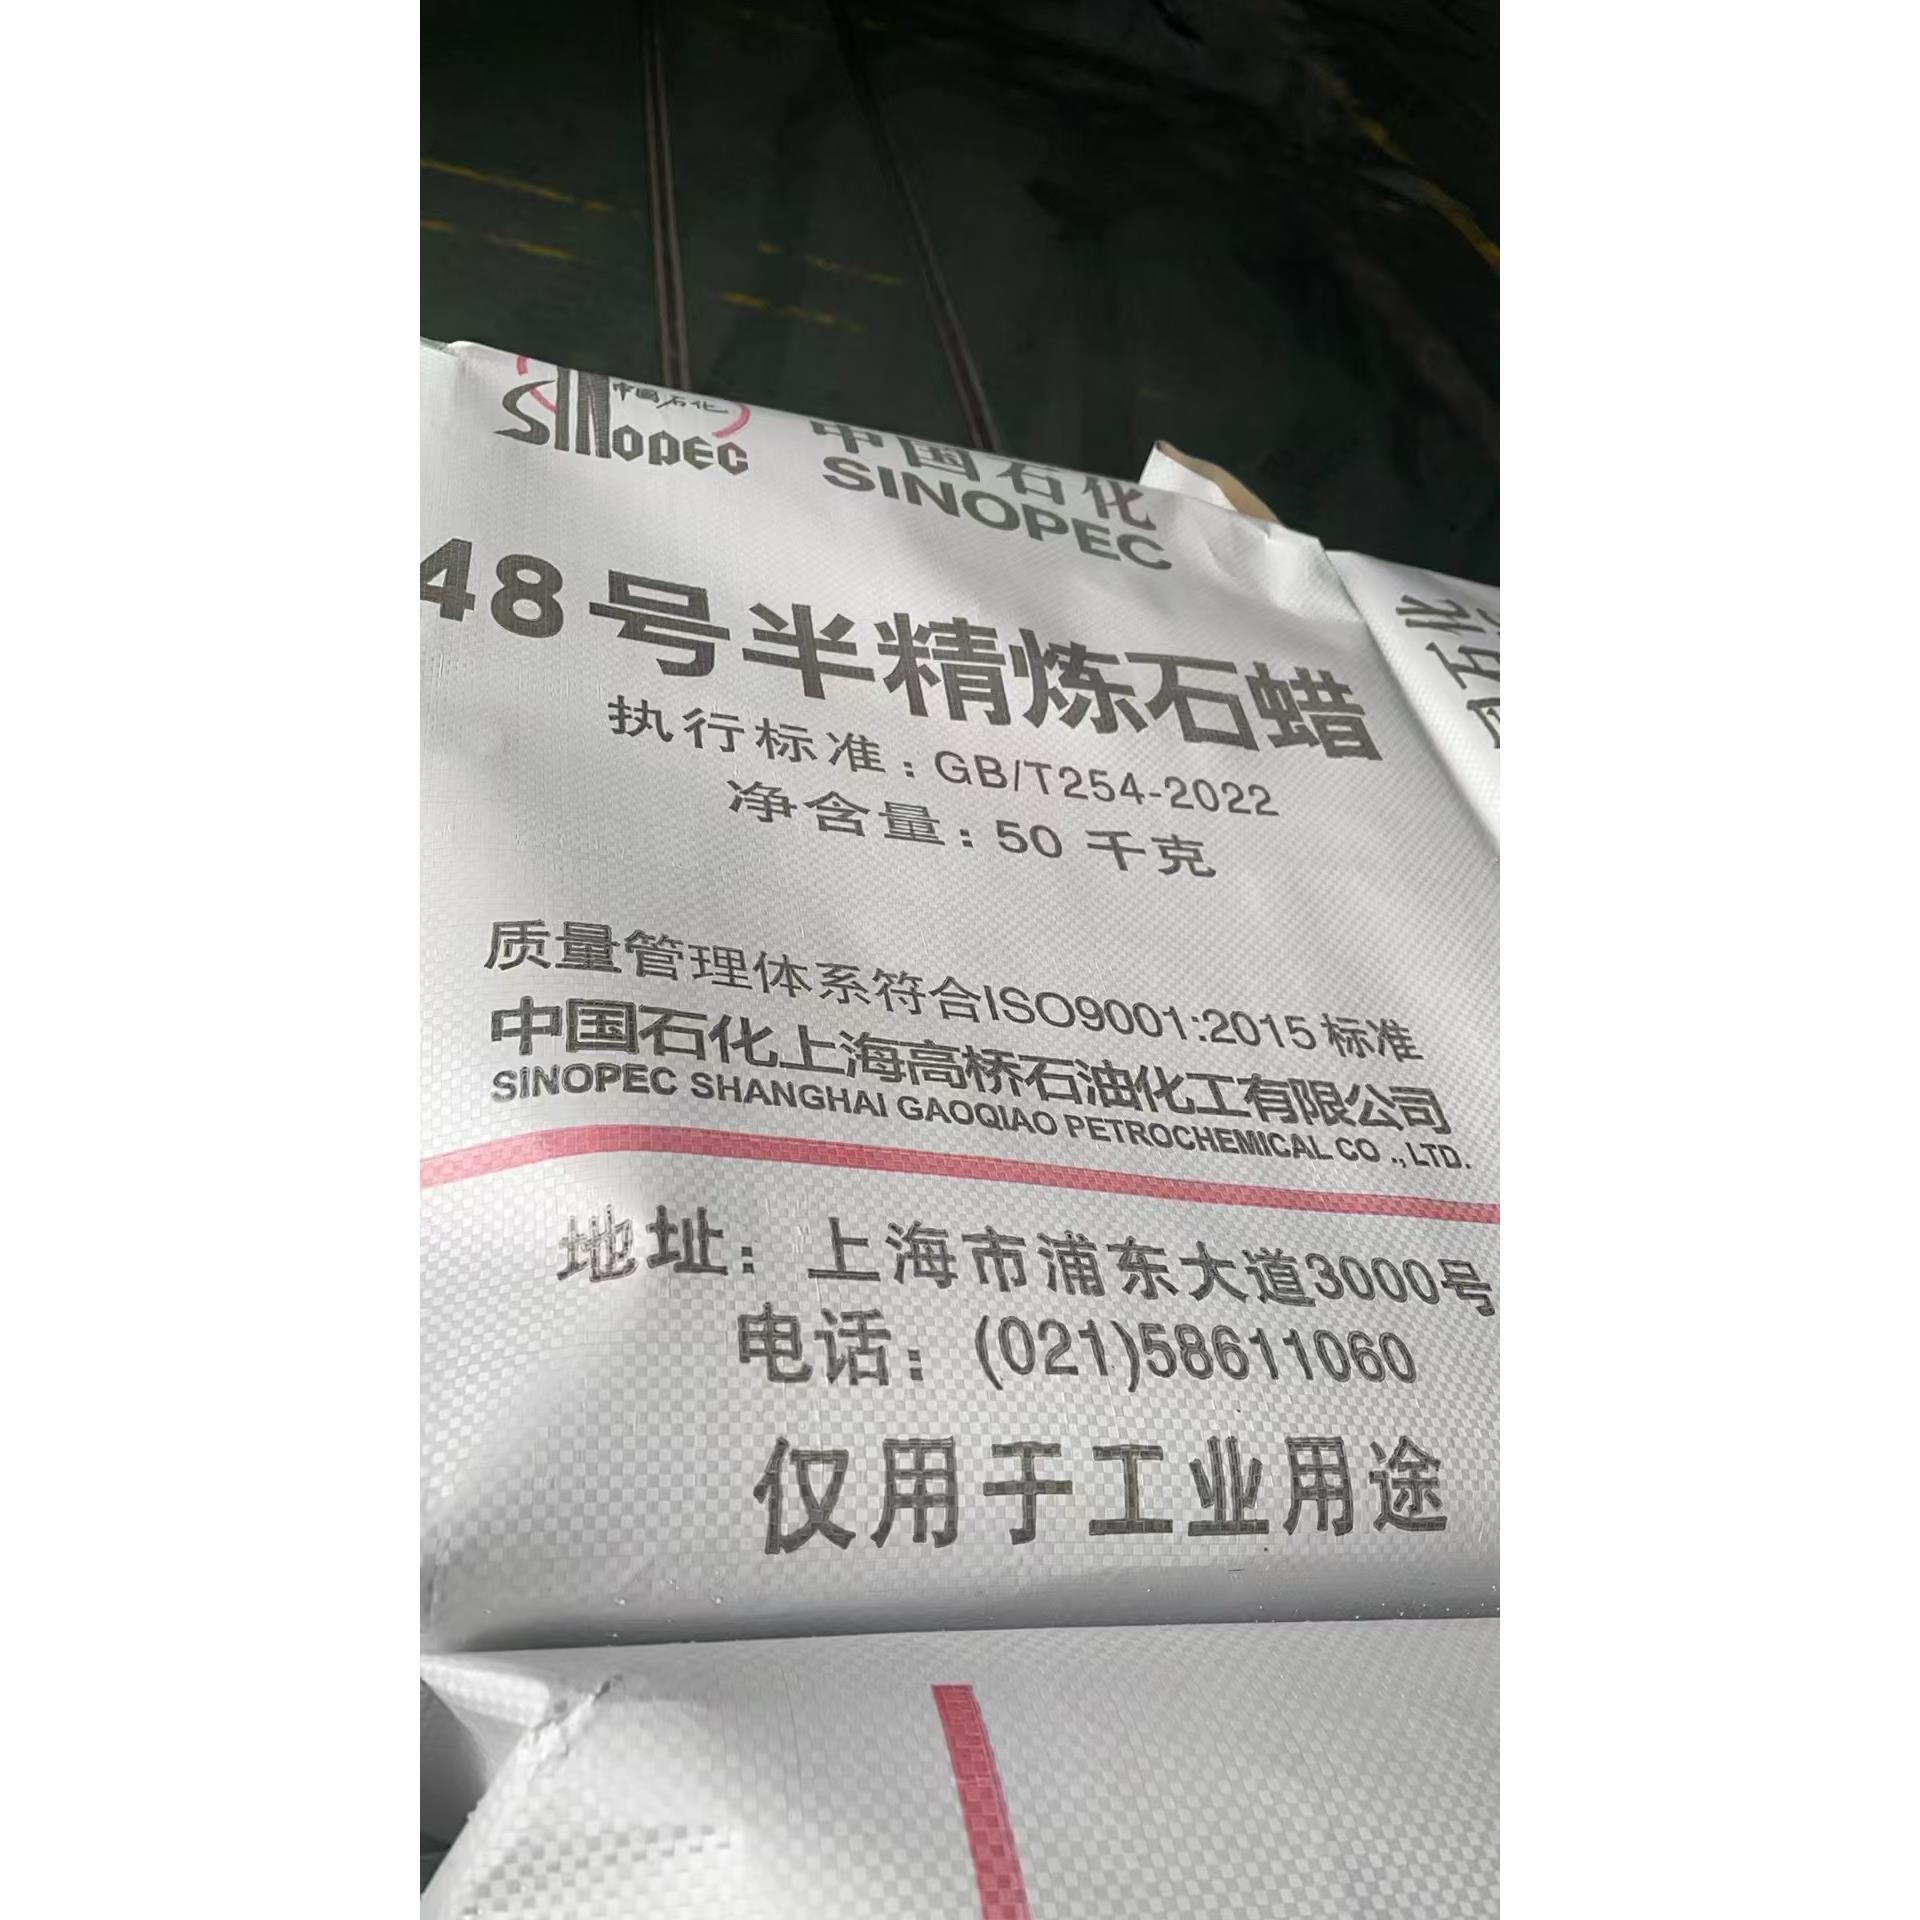 中国石化
SINOPEC
中国石化
SINOPEC
48号半精炼石蜡
执行标准：GB/T254-2022
净含量：50 千克
质量管理体系符合ISO9001:2015标准
中国石化上海高桥石油化工有限公司
SINOPEC SHANGHAI GAOQIAO PETROCHEMICAL CO .,LTD.
地址：上海市浦东大道3000号
电话：(021)58611060
仅用于工业用途